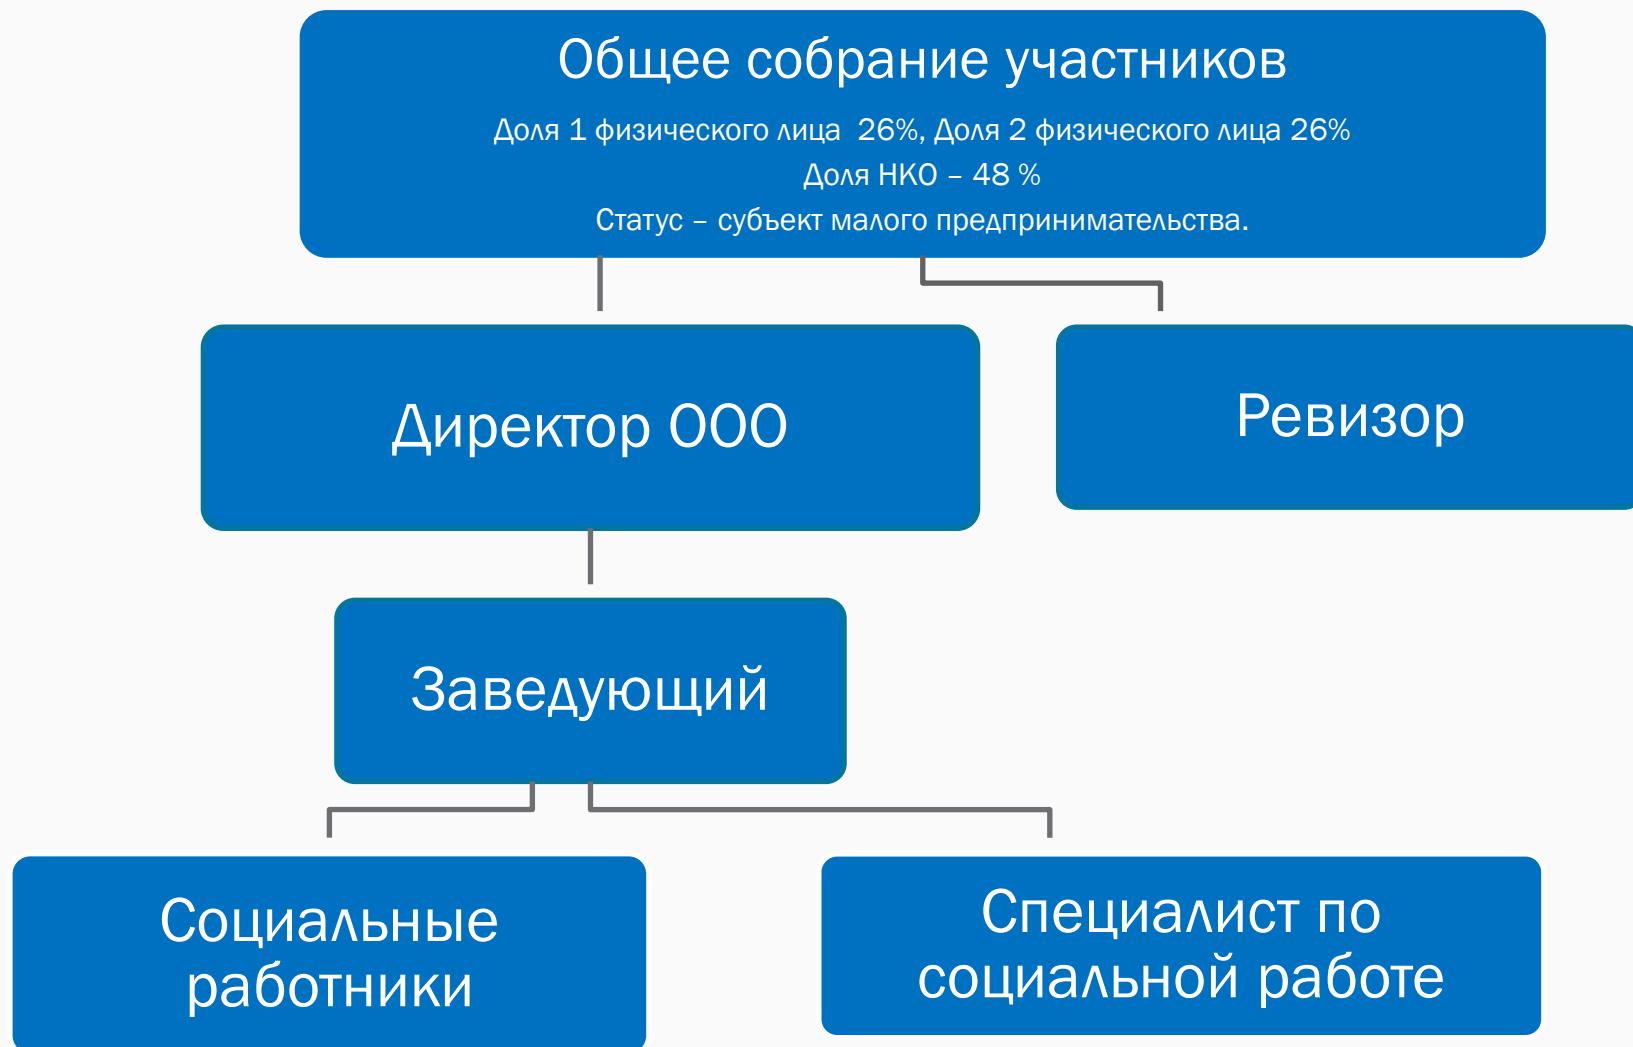 Общее собрание участников
Доля 1 физического лица  26%, Доля 2 физического лица 26%
Доля НКО – 48 %
Статус – субъект малого предпринимательства.
Директор ООО
Ревизор
Заведующий
Социальные
работники
Специалист по
социальной работе